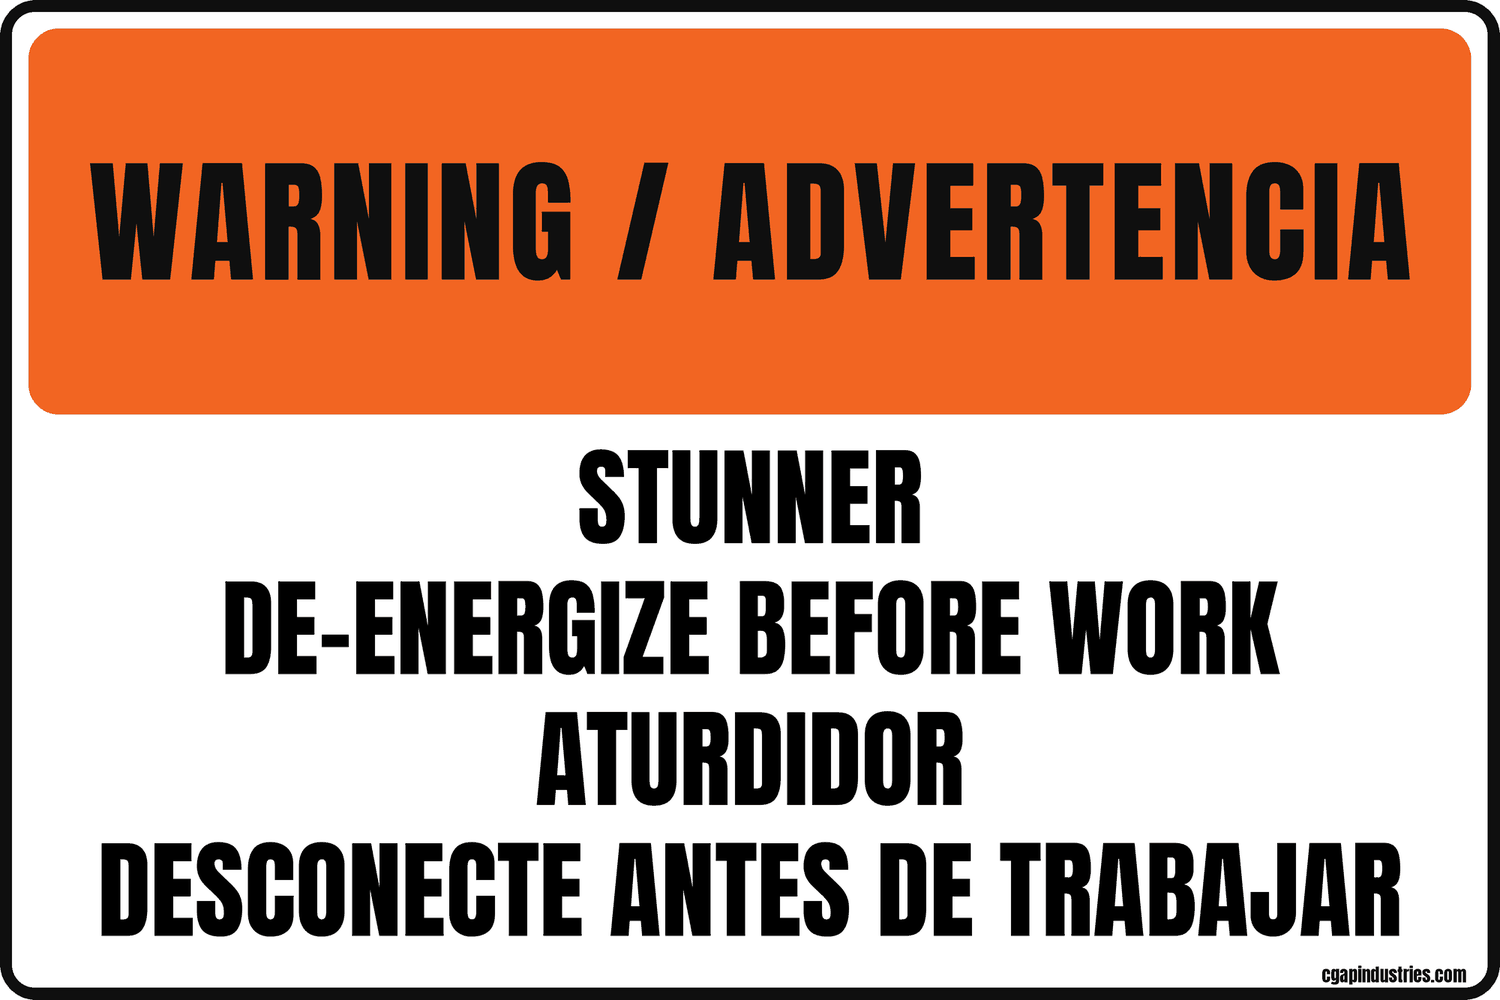 WARNING / ADVERTENCIA
STUNNER
DE-ENERGIZE BEFORE WORK
ATURDIDOR
DESCONECTE ANTES DE TRABAJAR
cgapindustries.com